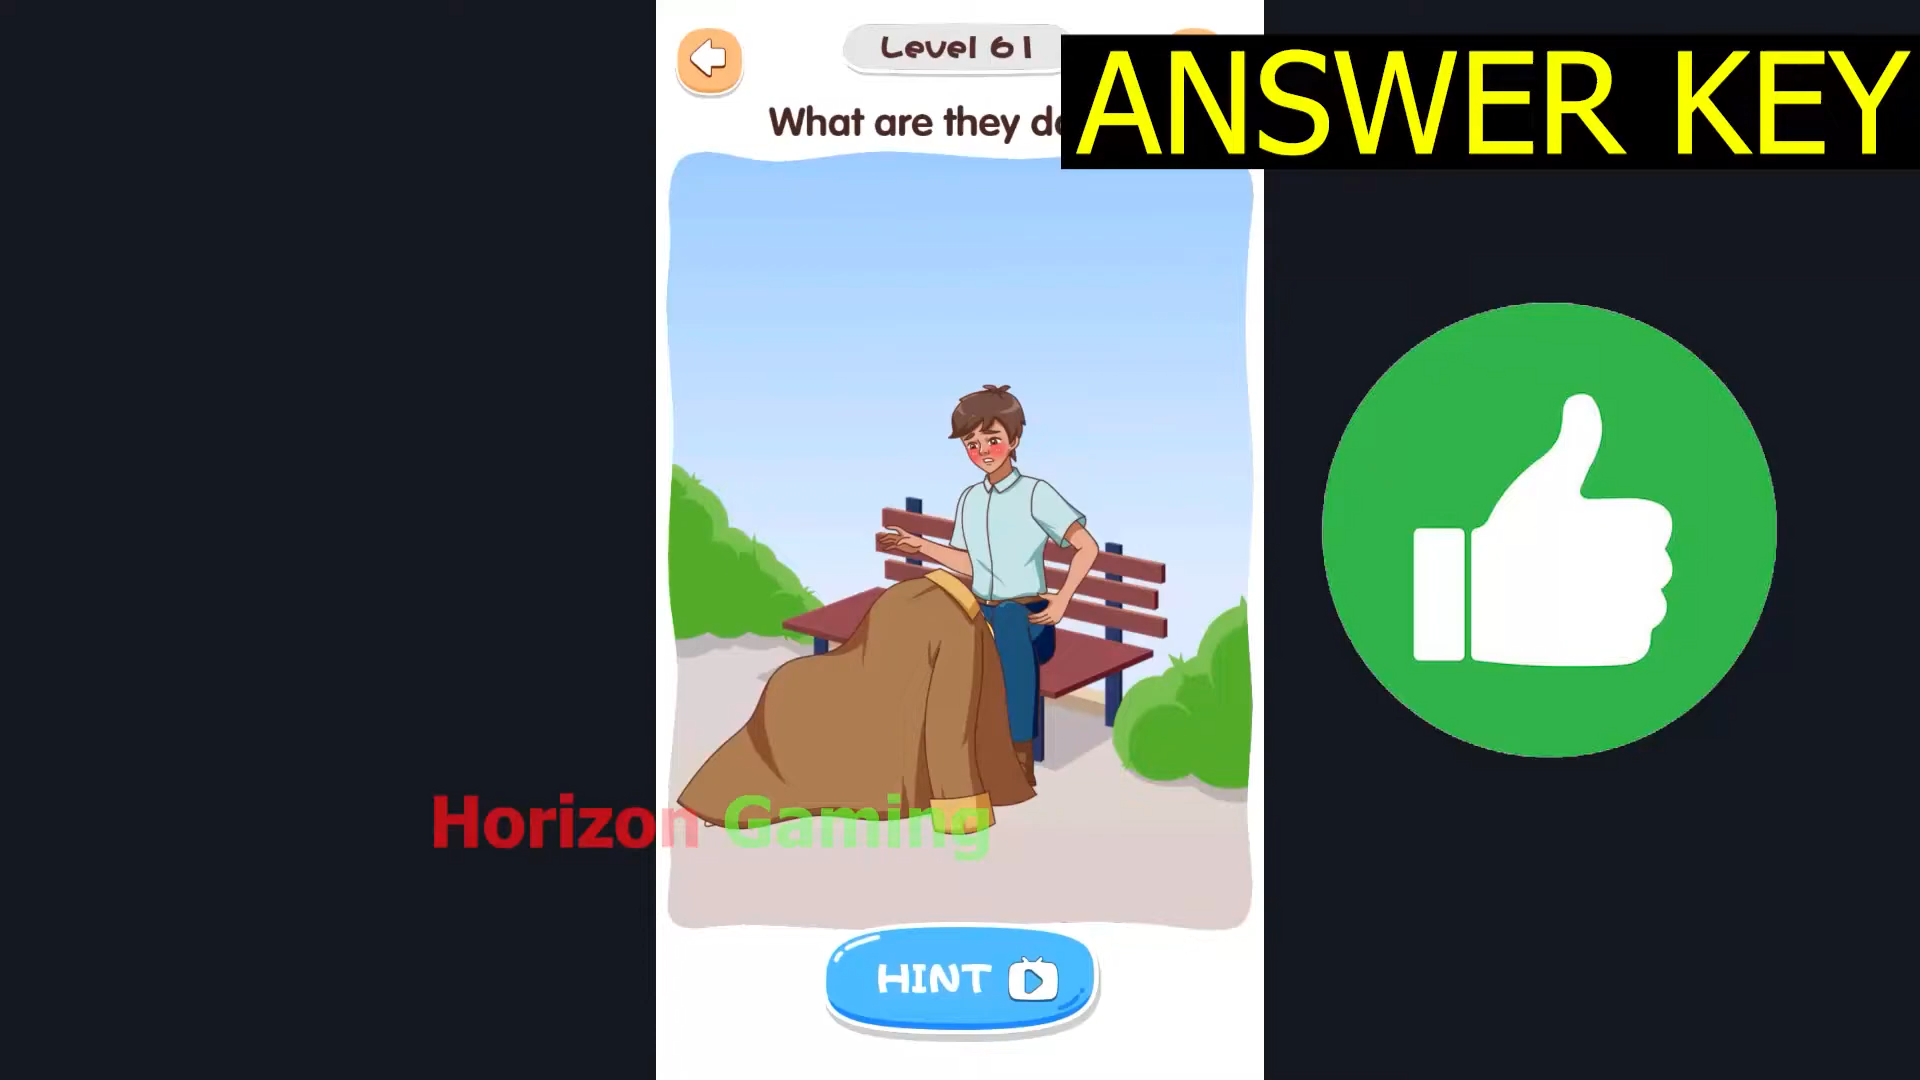 Level 61
ANSWER KEY
What are they
Horizon Gaming
HINT